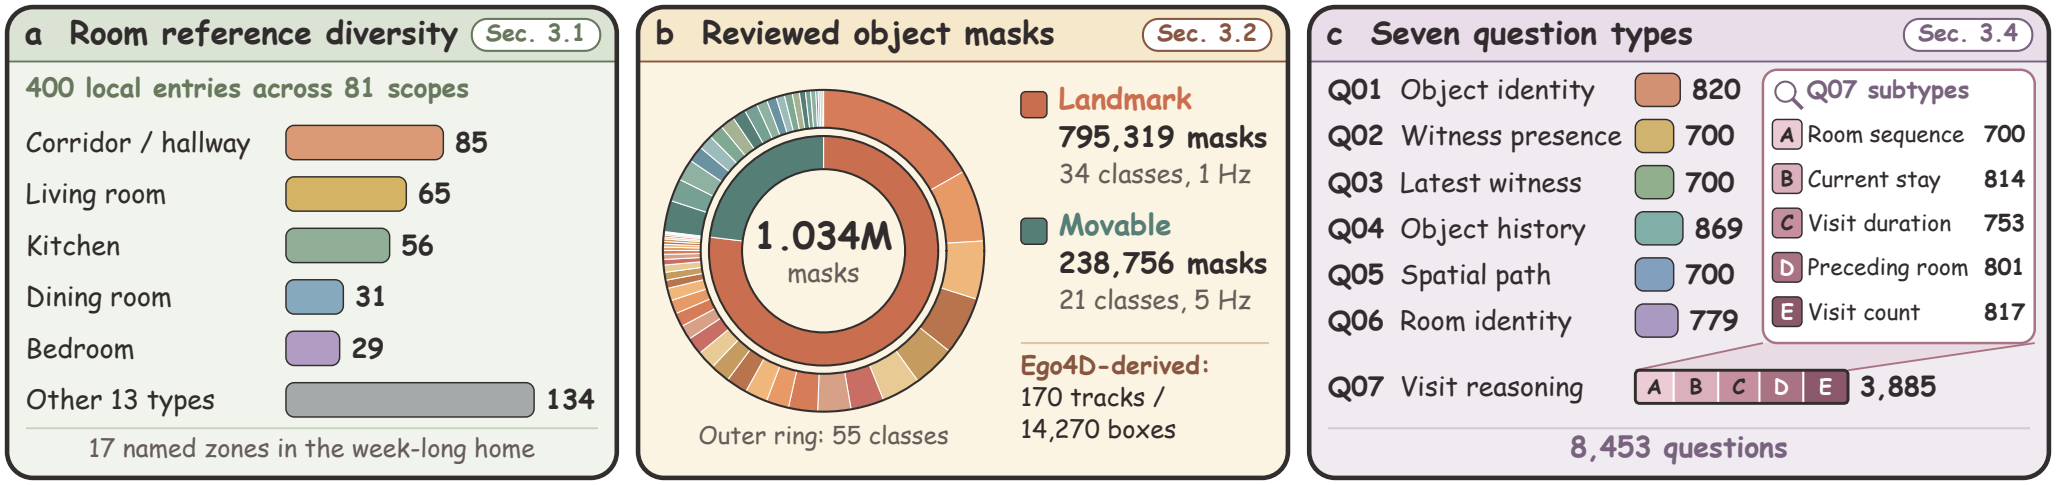 a Room reference diversity Sec. 3.1
400 local entries across 81 scopes
Corridor / hallway 85
Living room 65
Kitchen 56
Dining room 31
Bedroom 29
Other 13 types 134
17 named zones in the week-long home
b Reviewed object masks Sec. 3.2
1.034M
masks
Outer ring: 55 classes
Landmark
795,319 masks
34 classes, 1 Hz
Movable
238,756 masks
21 classes, 5 Hz
Ego4D-derived:
170 tracks /
14,270 boxes
c Seven question types Sec. 3.4
Q01 Object identity 820
Q02 Witness presence 700
Q03 Latest witness 700
Q04 Object history 869
Q05 Spatial path 700
Q06 Room identity 779
Q07 Visit reasoning A B C D E 3,885
Q07 subtypes
A Room sequence 700
B Current stay 814
C Visit duration 753
D Preceding room 801
E Visit count 817
8,453 questions